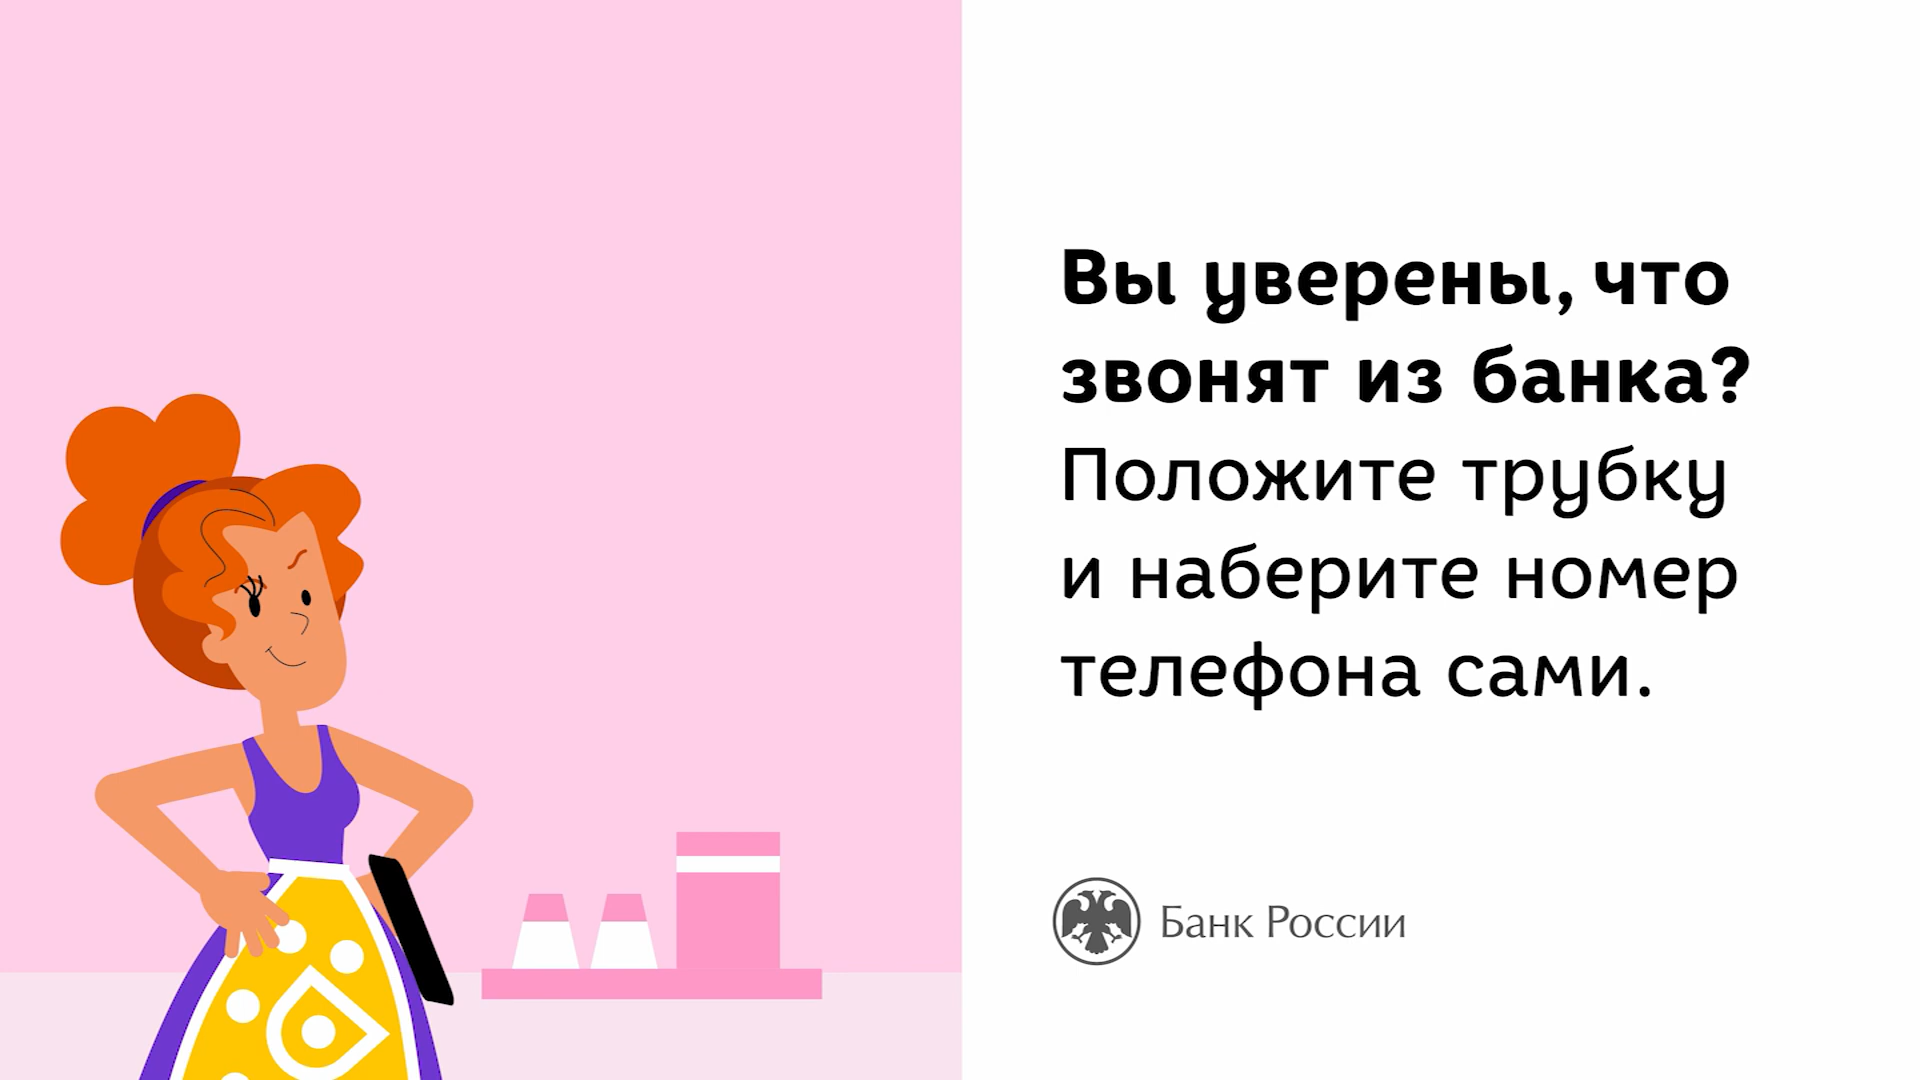 Вы уверены, что
звонят из банка?
Положите трубку
и наберите номер
телефона сами.
Банк России